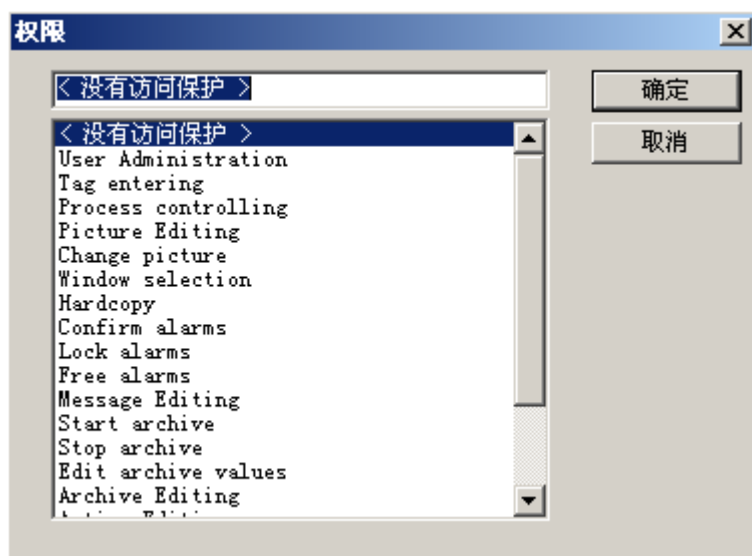 权限
< 没有访问保护 >
确定
< 没有访问保护 >
取消
User Administration
Tag entering
Process controlling
Picture Editing
Change picture
Window selection
Hardcopy
Confirm alarms
Lock alarms
Free alarms
Message Editing
Start archive
Stop archive
Edit archive values
Archive Editing